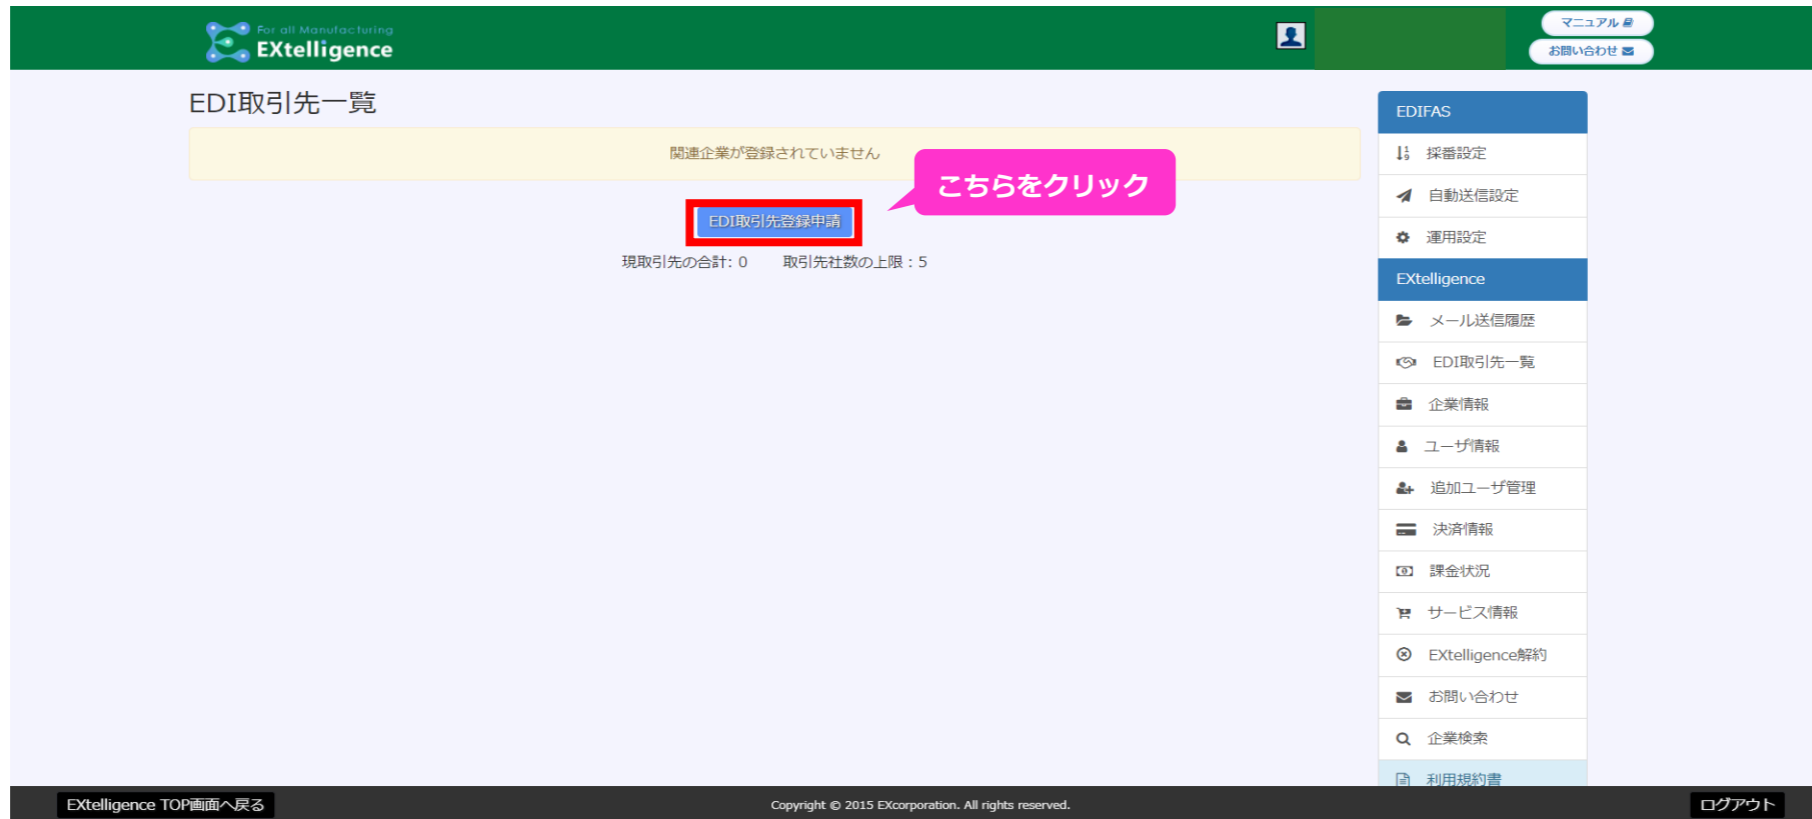 For all Manufacturing
EXtelligence
マニュアル
お問い合わせ
EDI取引先一覧
関連企業が登録されていません
こちらをクリック
EDI取引先登録申請
現取引先の合計: 0 取引先社数の上限：5
EDIFAS
採番設定
自動送信設定
運用設定
EXtelligence
メール送信履歴
EDI取引先一覧
企業情報
ユーザ情報
追加ユーザ管理
決済情報
課金状況
サービス情報
EXtelligence解約
お問い合わせ
企業検索
利用規約書
EXtelligence TOP画面へ戻る
Copyright © 2015 EXcorporation. All rights reserved.
ログアウト